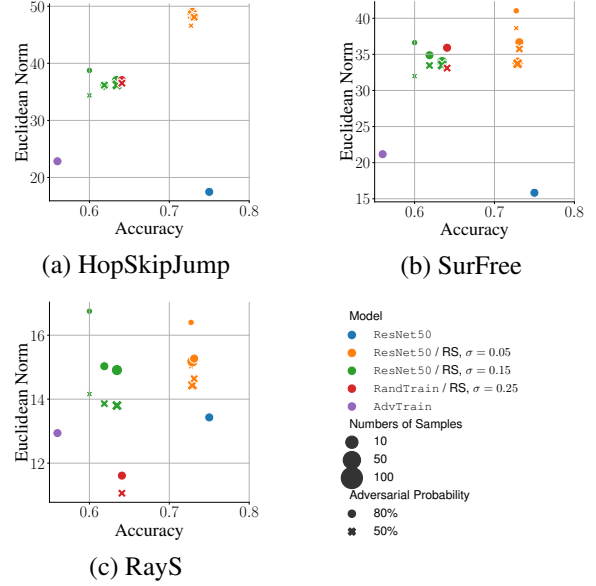 50
40
30
20
0.6
0.7
0.8
Euclidean Norm
Accuracy
(a) HopSkipJump
40
35
30
25
20
15
0.6
0.7
0.8
Euclidean Norm
Accuracy
(b) SurFree
16
14
12
0.6
0.7
0.8
Euclidean Norm
Accuracy
(c) RayS
Model
ResNet50
ResNet50 / RS, σ = 0.05
ResNet50 / RS, σ = 0.15
RandTrain / RS, σ = 0.25
AdvTrain
Numbers of Samples
10
50
100
Adversarial Probability
80%
50%